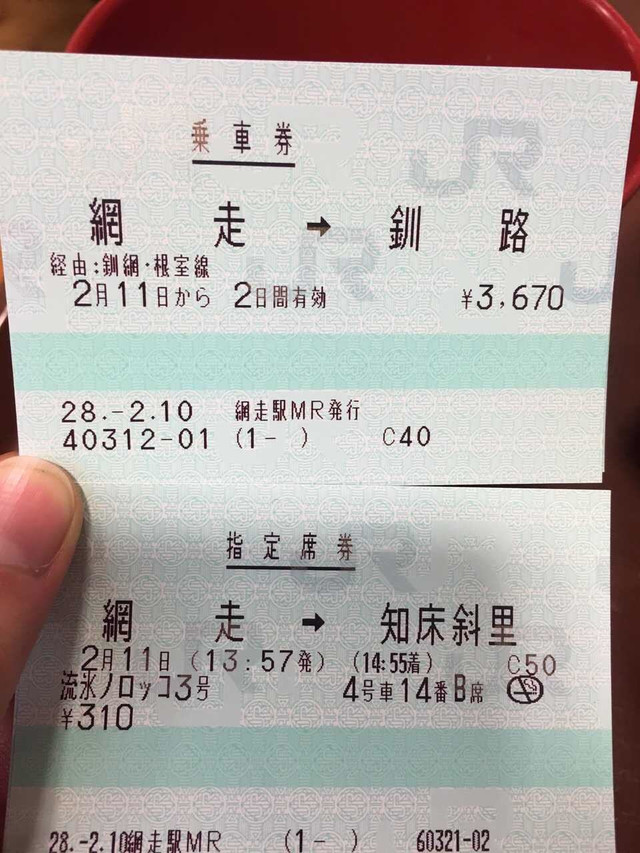 乗車券
網走 → 釧路
経由:釧網・根室線
2月11日から 2日間有効 ¥3,670
28.-2.10 網走駅MR発行
40312-01 (1- ) C40
指定席券
網走 → 知床斜里
2月11日 (13:57発) (14:55着) C50
流氷ノロッコ3号 4号車14番B席
¥310
28.-2.10網走駅MR (1- ) 60321-02